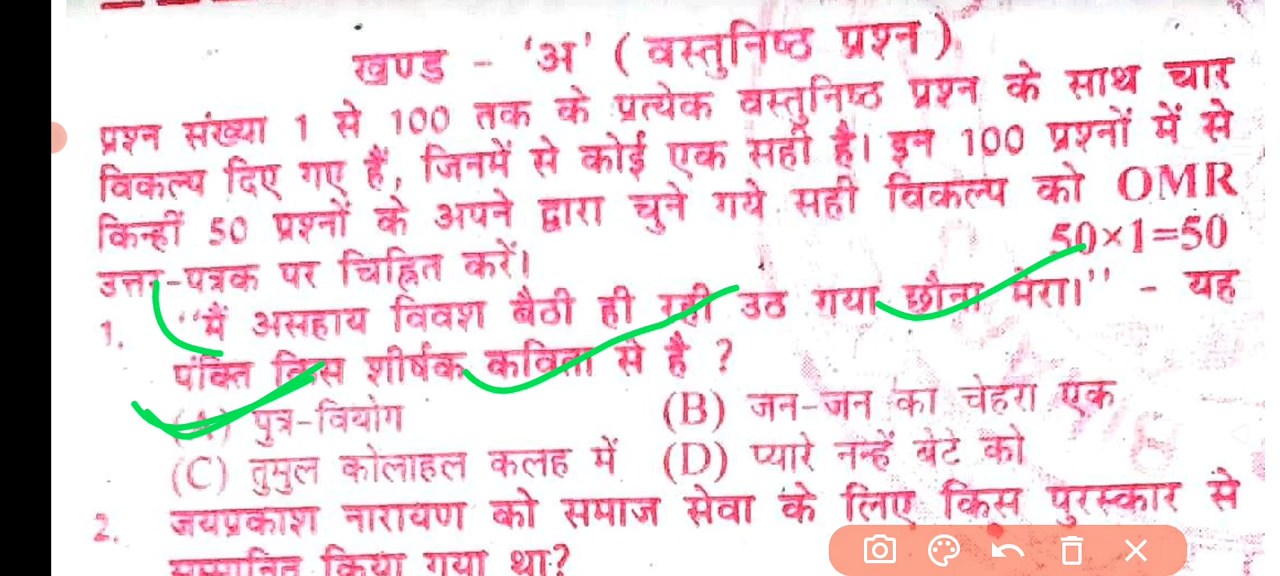 खण्ड - 'अ' ( वस्तुनिष्ठ प्रश्न )
प्रश्न संख्या 1 से 100 तक के प्रत्येक वस्तुनिष्ठ प्रश्न के साथ चार
विकल्प दिए गए हैं, जिनमें से कोई एक सही है। इन 100 प्रश्नों में से
किन्हीं 50 प्रश्नों के अपने द्वारा चुने गये सही विकल्प को OMR
उत्तर-पत्रक पर चिह्नित करें। 50×1=50
1. ''मैं असहाय विवश बैठी ही रही उठ गया छौना मेरा।'' - यह
पंक्ति किस शीर्षक कविता से है ?
(A) पुत्र-वियोग (B) जन-जन का चेहरा एक
(C) तुमुल कोलाहल कलह में (D) प्यारे नन्हें बेटे को
2. जयप्रकाश नारायण को समाज सेवा के लिए किस पुरस्कार से
सम्मानित किया गया था?